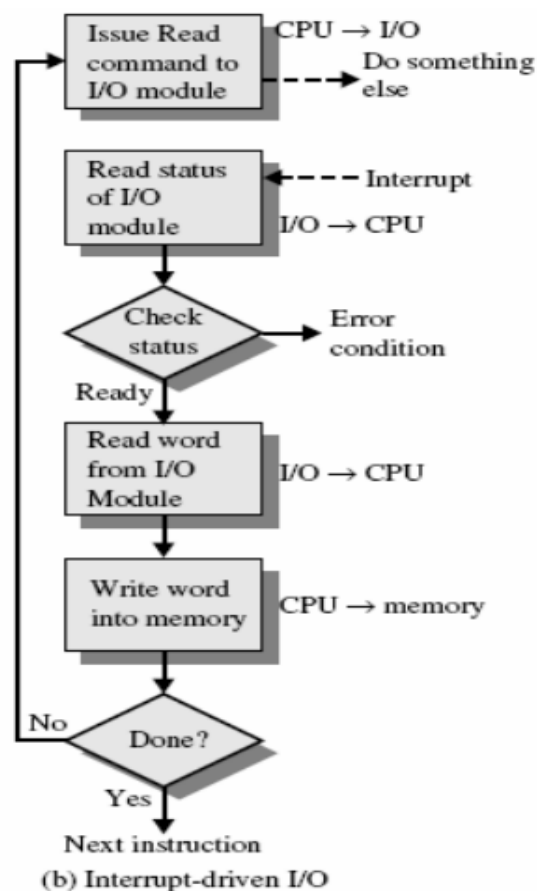 Issue Read
command to
I/O module
CPU → I/O
Do something
else
Read status
of I/O
module
Interrupt
I/O → CPU
Check
status
Error
condition
Ready
Read word
from I/O
Module
I/O → CPU
Write word
into memory
CPU → memory
No
Done?
Yes
Next instruction
(b) Interrupt-driven I/O